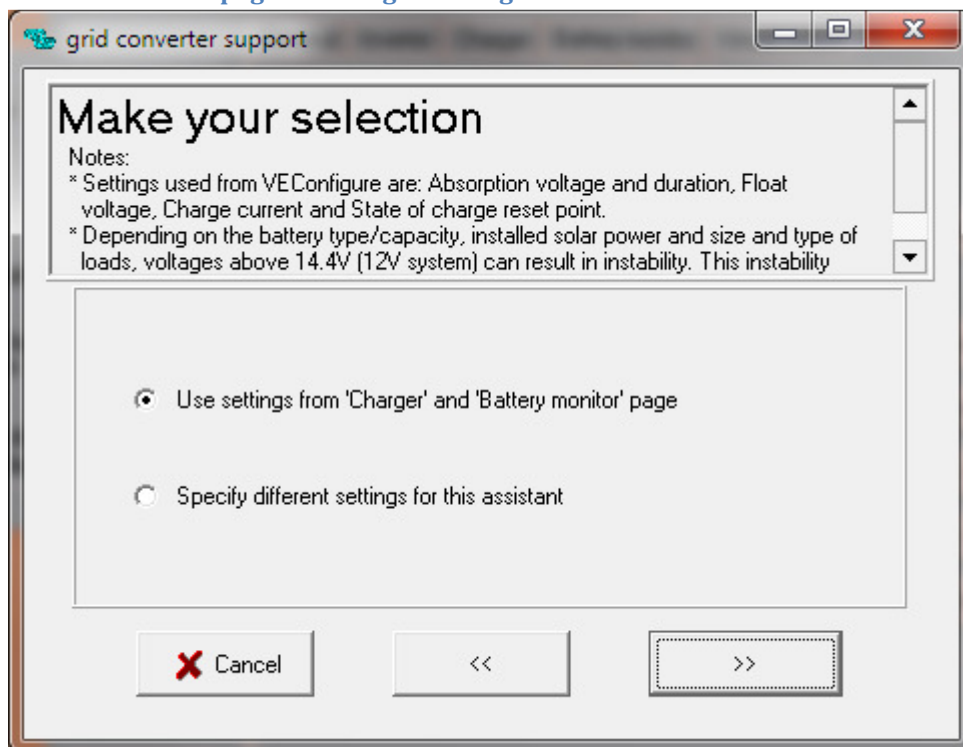 grid converter support
Make your selection
Notes:
* Settings used from VEConfigure are: Absorption voltage and duration, Float
voltage, Charge current and State of charge reset point.
* Depending on the battery type/capacity, installed solar power and size and type of
loads, voltages above 14.4V (12V system) can result in instability. This instability
Use settings from 'Charger' and 'Battery monitor' page
Specify different settings for this assistant
Cancel
<<
>>